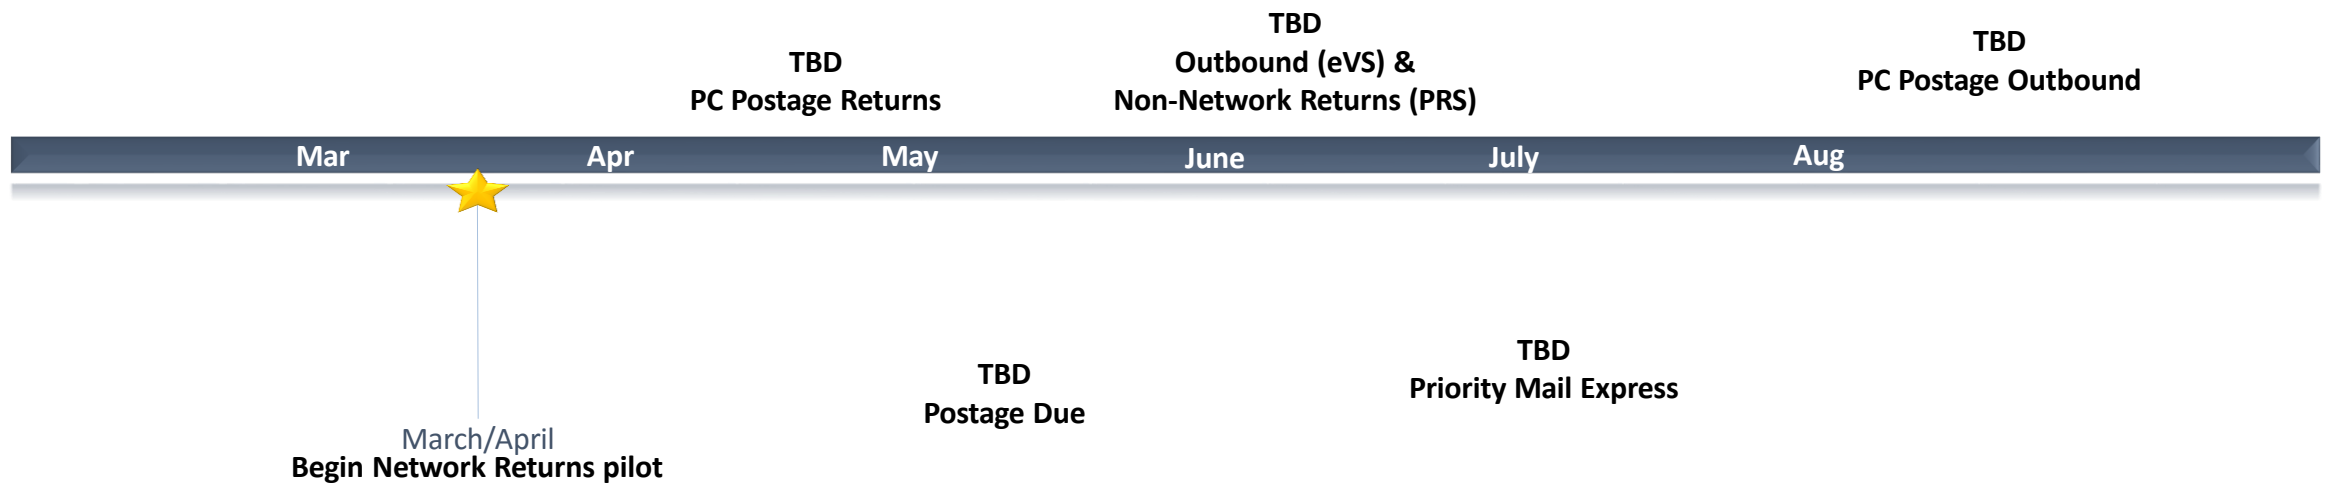 TBD
PC Postage Returns
TBD
Outbound (eVS) &
Non-Network Returns (PRS)
TBD
PC Postage Outbound
Mar Apr May June July Aug
March/April
Begin Network Returns pilot
TBD
Postage Due
TBD
Priority Mail Express